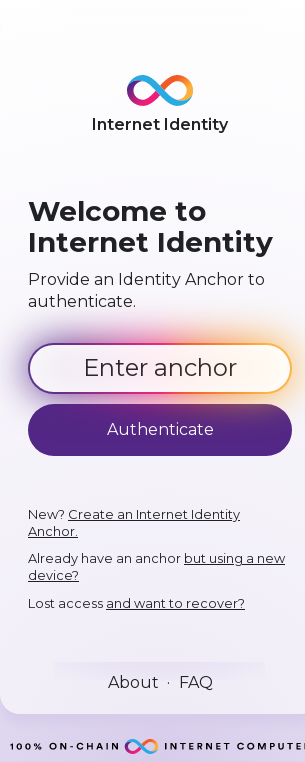 Internet Identity
Welcome to
Internet Identity
Provide an Identity Anchor to
authenticate.
Enter anchor
Authenticate
New? Create an Internet Identity
Anchor.
Already have an anchor but using a new
device?
Lost access and want to recover?
About · FAQ
100% ON-CHAIN INTERNET COMPUTE